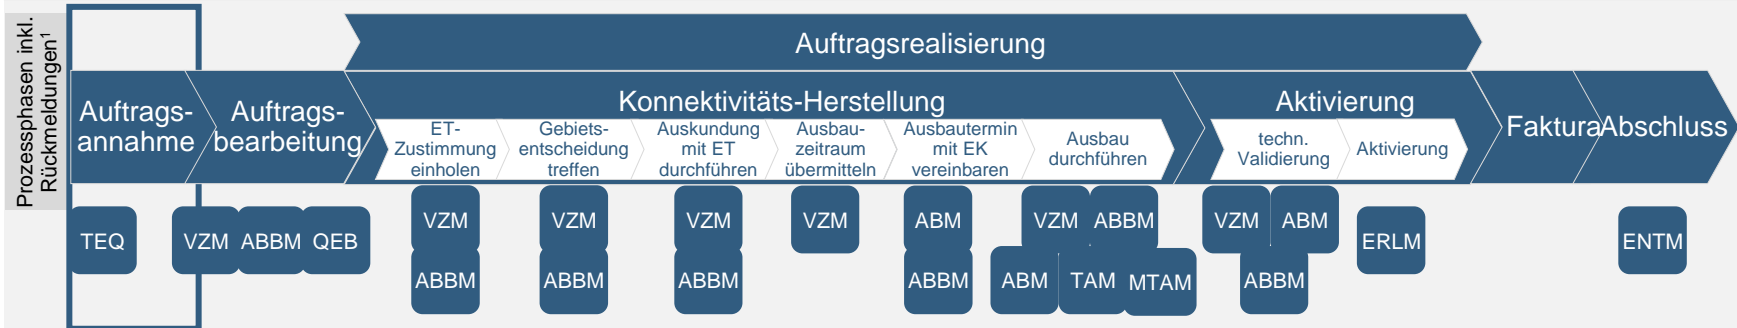 Prozessphasen inkl.
Rückmeldungen¹
Auftragsrealisierung
Auftrags-
annahme
Auftrags-
bearbeitung
Konnektivitäts-Herstellung
Aktivierung
Faktura
Abschluss
ET-
Zustimmung
einholen
Gebiets-
entscheidung
treffen
Auskundung
mit ET
durchführen
Ausbau-
zeitraum
übermitteln
Ausbautermin
mit EK
vereinbaren
Ausbau
durchführen
techn.
Validierung
Aktivierung
TEQ
VZM
ABBM
QEB
VZM
ABBM
VZM
ABBM
VZM
ABBM
VZM
ABM
ABBM
VZM
ABBM
ABM
TAM
MTAM
VZM
ABM
ABBM
ERLM
ENTM